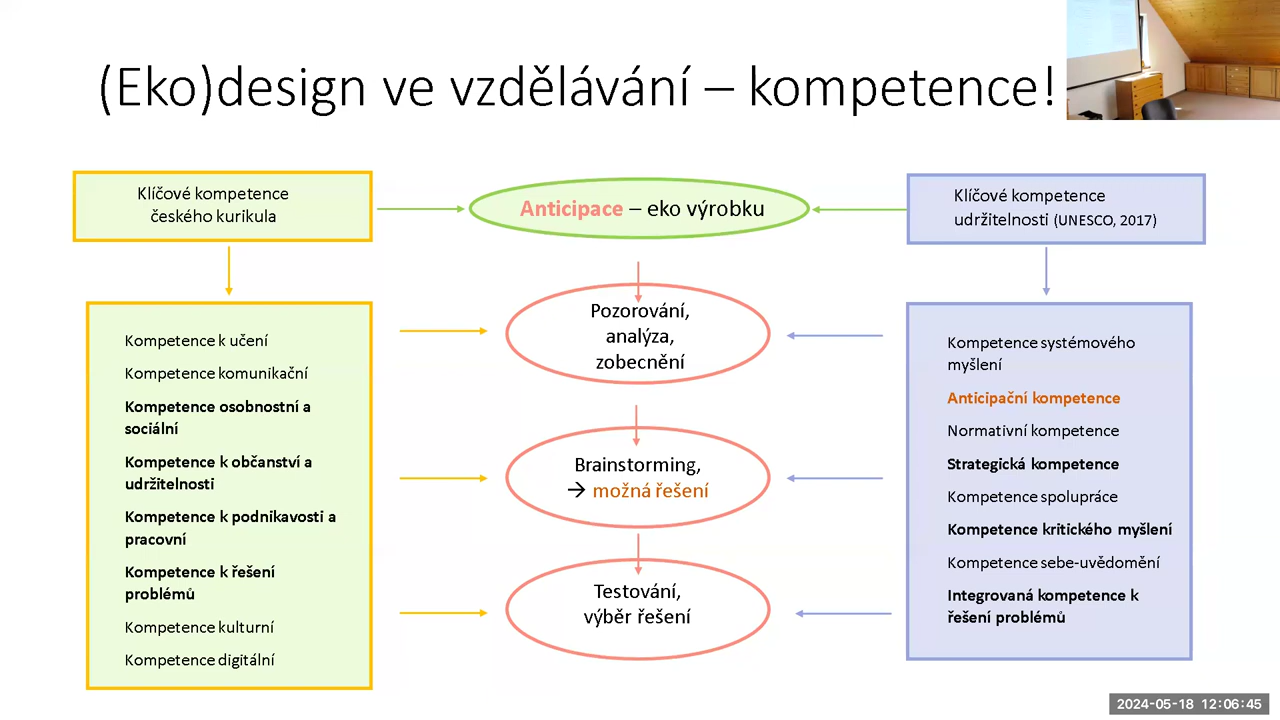 (Eko)design ve vzdělávání – kompetence!
Klíčové kompetence
českého kurikula
Anticipace – eko výrobku
Klíčové kompetence
udržitelnosti (UNESCO, 2017)
Kompetence k učení
Kompetence komunikační
Kompetence osobnostní a
sociální
Kompetence k občanství a
udržitelnosti
Kompetence k podnikavosti a
pracovní
Kompetence k řešení
problémů
Kompetence kulturní
Kompetence digitální
Pozorování,
analýza,
zobecnění
Brainstorming,
→ možná řešení
Testování,
výběr řešení
Kompetence systémového
myšlení
Anticipační kompetence
Normativní kompetence
Strategická kompetence
Kompetence spolupráce
Kompetence kritického myšlení
Kompetence sebe-uvědomění
Integrovaná kompetence k
řešení problémů
2024-05-18 12:06:45